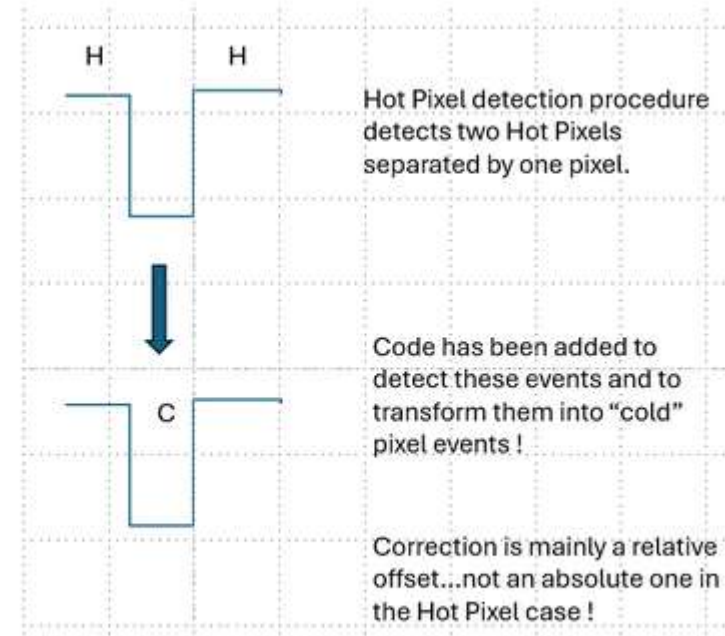 H H
Hot Pixel detection procedure
detects two Hot Pixels
separated by one pixel.
Code has been added to
detect these events and to
C
transform them into “cold”
pixel events !
Correction is mainly a relative
offset...not an absolute one in
the Hot Pixel case !